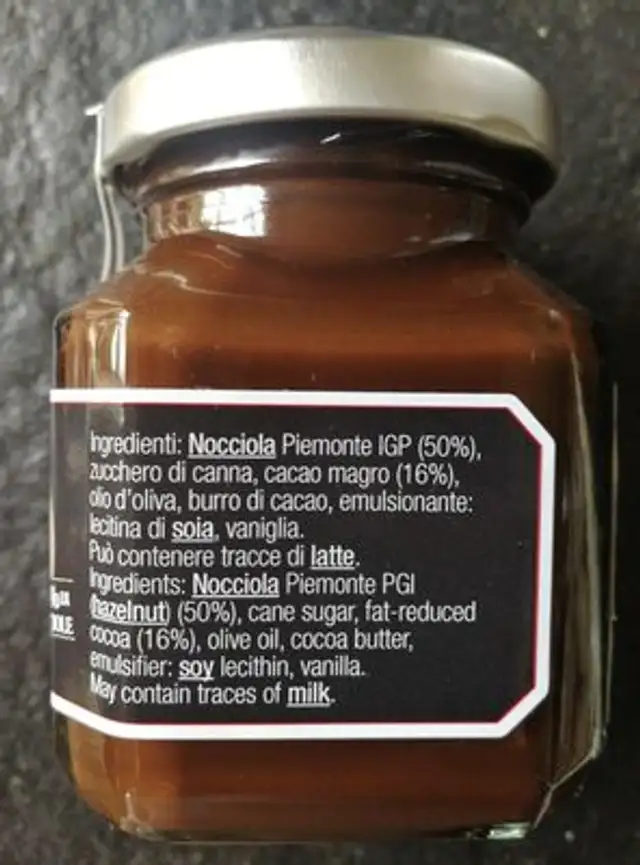 Ingredienti: Nocciola Piemonte IGP (50%),
zucchero di canna, cacao magro (16%),
olio d'oliva, burro di cacao, emulsionante:
lecitina di soia, vaniglia.
Può contenere tracce di latte.
Ingredients: Nocciola Piemonte PGI
(hazelnut) (50%), cane sugar, fat-reduced
cocoa (16%), olive oil, cocoa butter,
emulsifier: soy lecithin, vanilla.
May contain traces of milk.